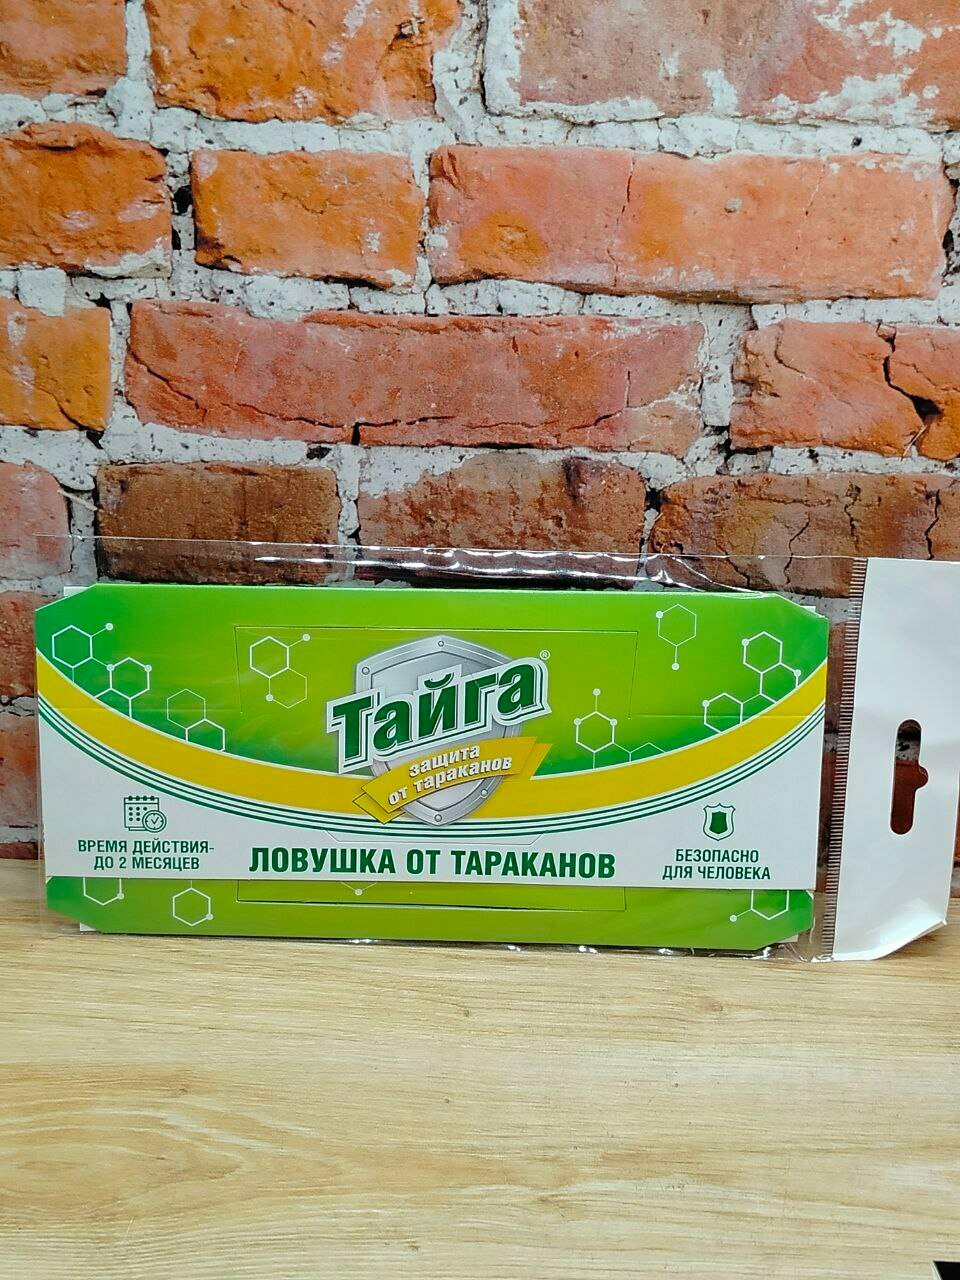 Тайга®
защита
от тараканов
ВРЕМЯ ДЕЙСТВИЯ-
ДО 2 МЕСЯЦЕВ
ЛОВУШКА ОТ ТАРАКАНОВ
БЕЗОПАСНО
ДЛЯ ЧЕЛОВЕКА